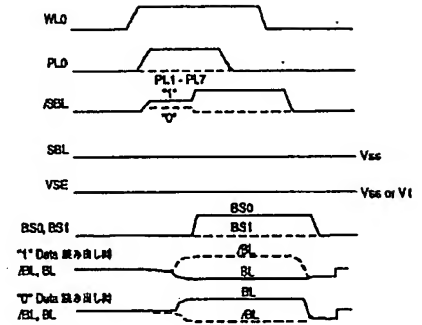 WL0
PL0
PL1 - PL7
/SBL
"1"
"0"
SBL
Vss
VSE
Vss or Vt
BS0, BS1
BS0
BS1
"1" Data 読み出し時
/BL, BL
/BL
BL
"0" Data 読み出し時
/BL, BL
BL
/BL